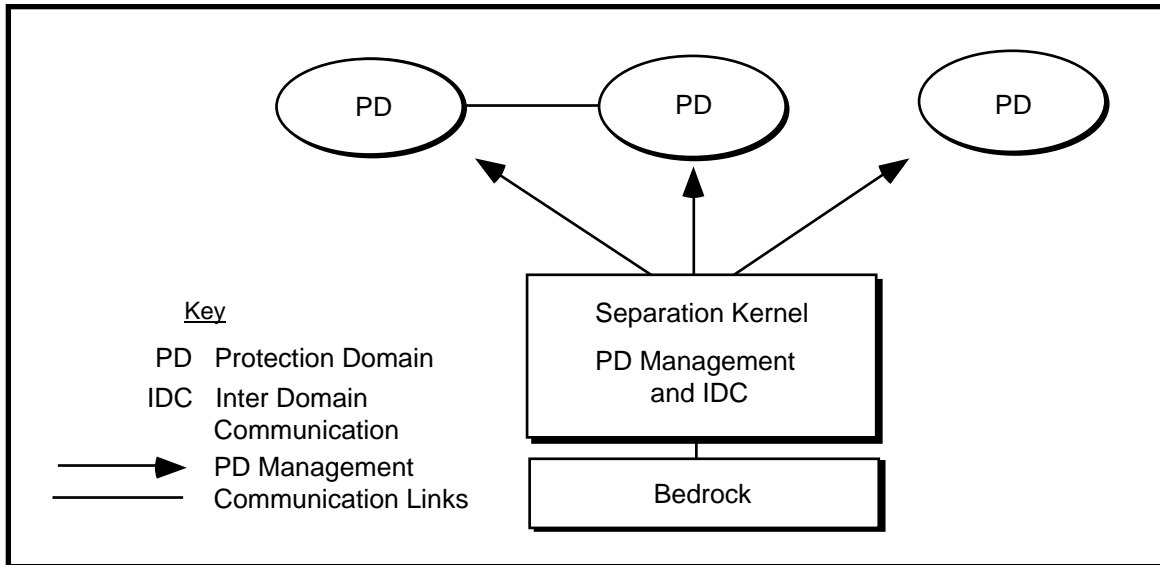 PD
PD
PD
Separation Kernel
PD Management
and IDC
Bedrock
Key
PD Protection Domain
IDC Inter Domain
Communication
PD Management
Communication Links